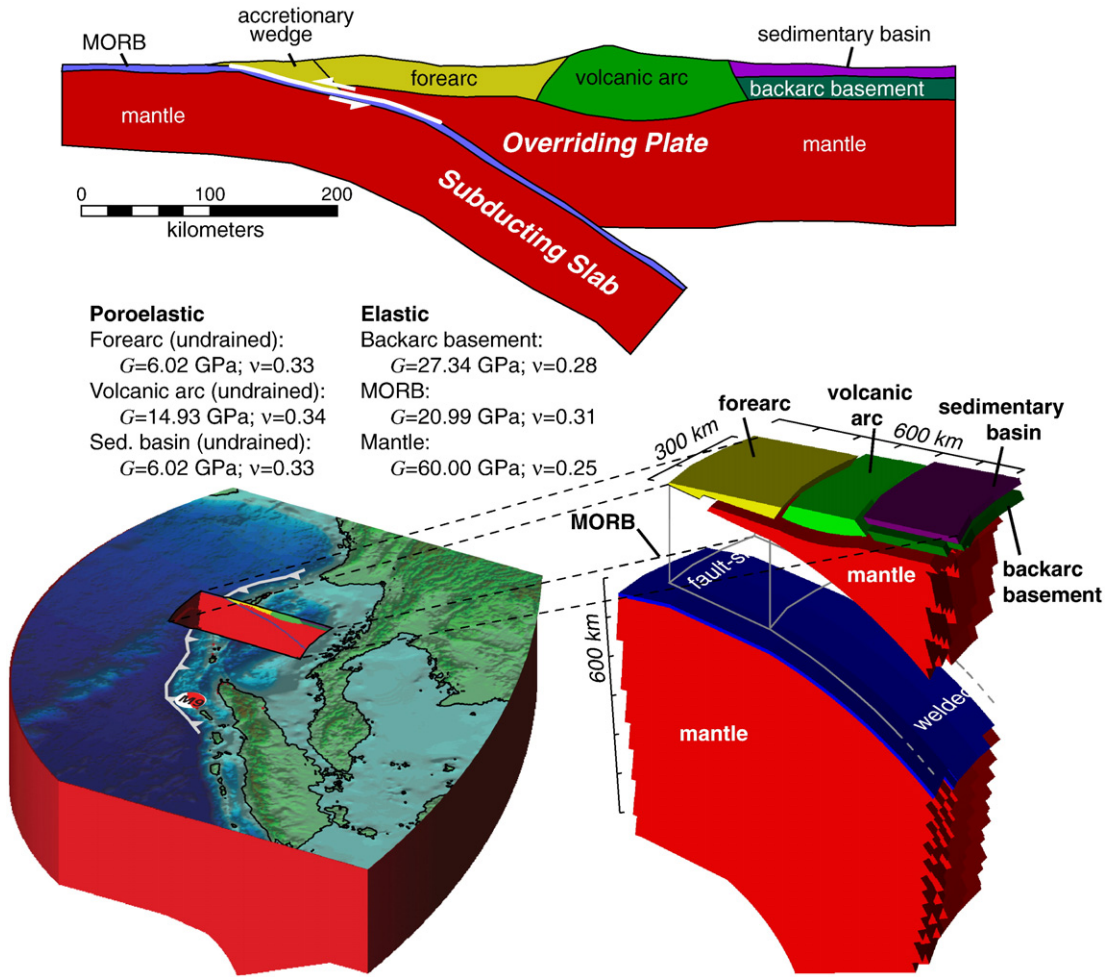 accretionary
wedge
MORB
sedimentary basin
forearc
volcanic arc
backarc basement
mantle
Overriding Plate
mantle
Subducting Slab
0 100 200
kilometers
Poroelastic
Forearc (undrained):
G=6.02 GPa; ν=0.33
Volcanic arc (undrained):
G=14.93 GPa; ν=0.34
Sed. basin (undrained):
G=6.02 GPa; ν=0.33
Elastic
Backarc basement:
G=27.34 GPa; ν=0.28
MORB:
G=20.99 GPa; ν=0.31
Mantle:
G=60.00 GPa; ν=0.25
forearc
volcanic
arc
sedimentary
basin
300 km
600 km
MORB
fault-s
mantle
backarc
basement
600 km
welded
mantle
M9